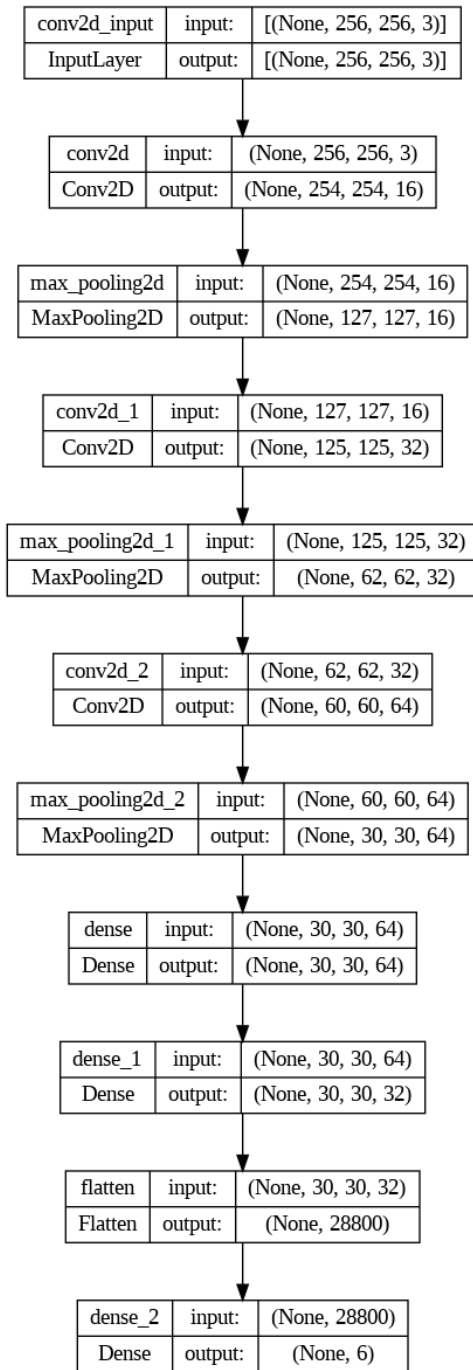 conv2d_input input: [(None, 256, 256, 3)]
InputLayer output: [(None, 256, 256, 3)]
conv2d input: (None, 256, 256, 3)
Conv2D output: (None, 254, 254, 16)
max_pooling2d input: (None, 254, 254, 16)
MaxPooling2D output: (None, 127, 127, 16)
conv2d_1 input: (None, 127, 127, 16)
Conv2D output: (None, 125, 125, 32)
max_pooling2d_1 input: (None, 125, 125, 32)
MaxPooling2D output: (None, 62, 62, 32)
conv2d_2 input: (None, 62, 62, 32)
Conv2D output: (None, 60, 60, 64)
max_pooling2d_2 input: (None, 60, 60, 64)
MaxPooling2D output: (None, 30, 30, 64)
dense input: (None, 30, 30, 64)
Dense output: (None, 30, 30, 64)
dense_1 input: (None, 30, 30, 64)
Dense output: (None, 30, 30, 32)
flatten input: (None, 30, 30, 32)
Flatten output: (None, 28800)
dense_2 input: (None, 28800)
Dense output: (None, 6)